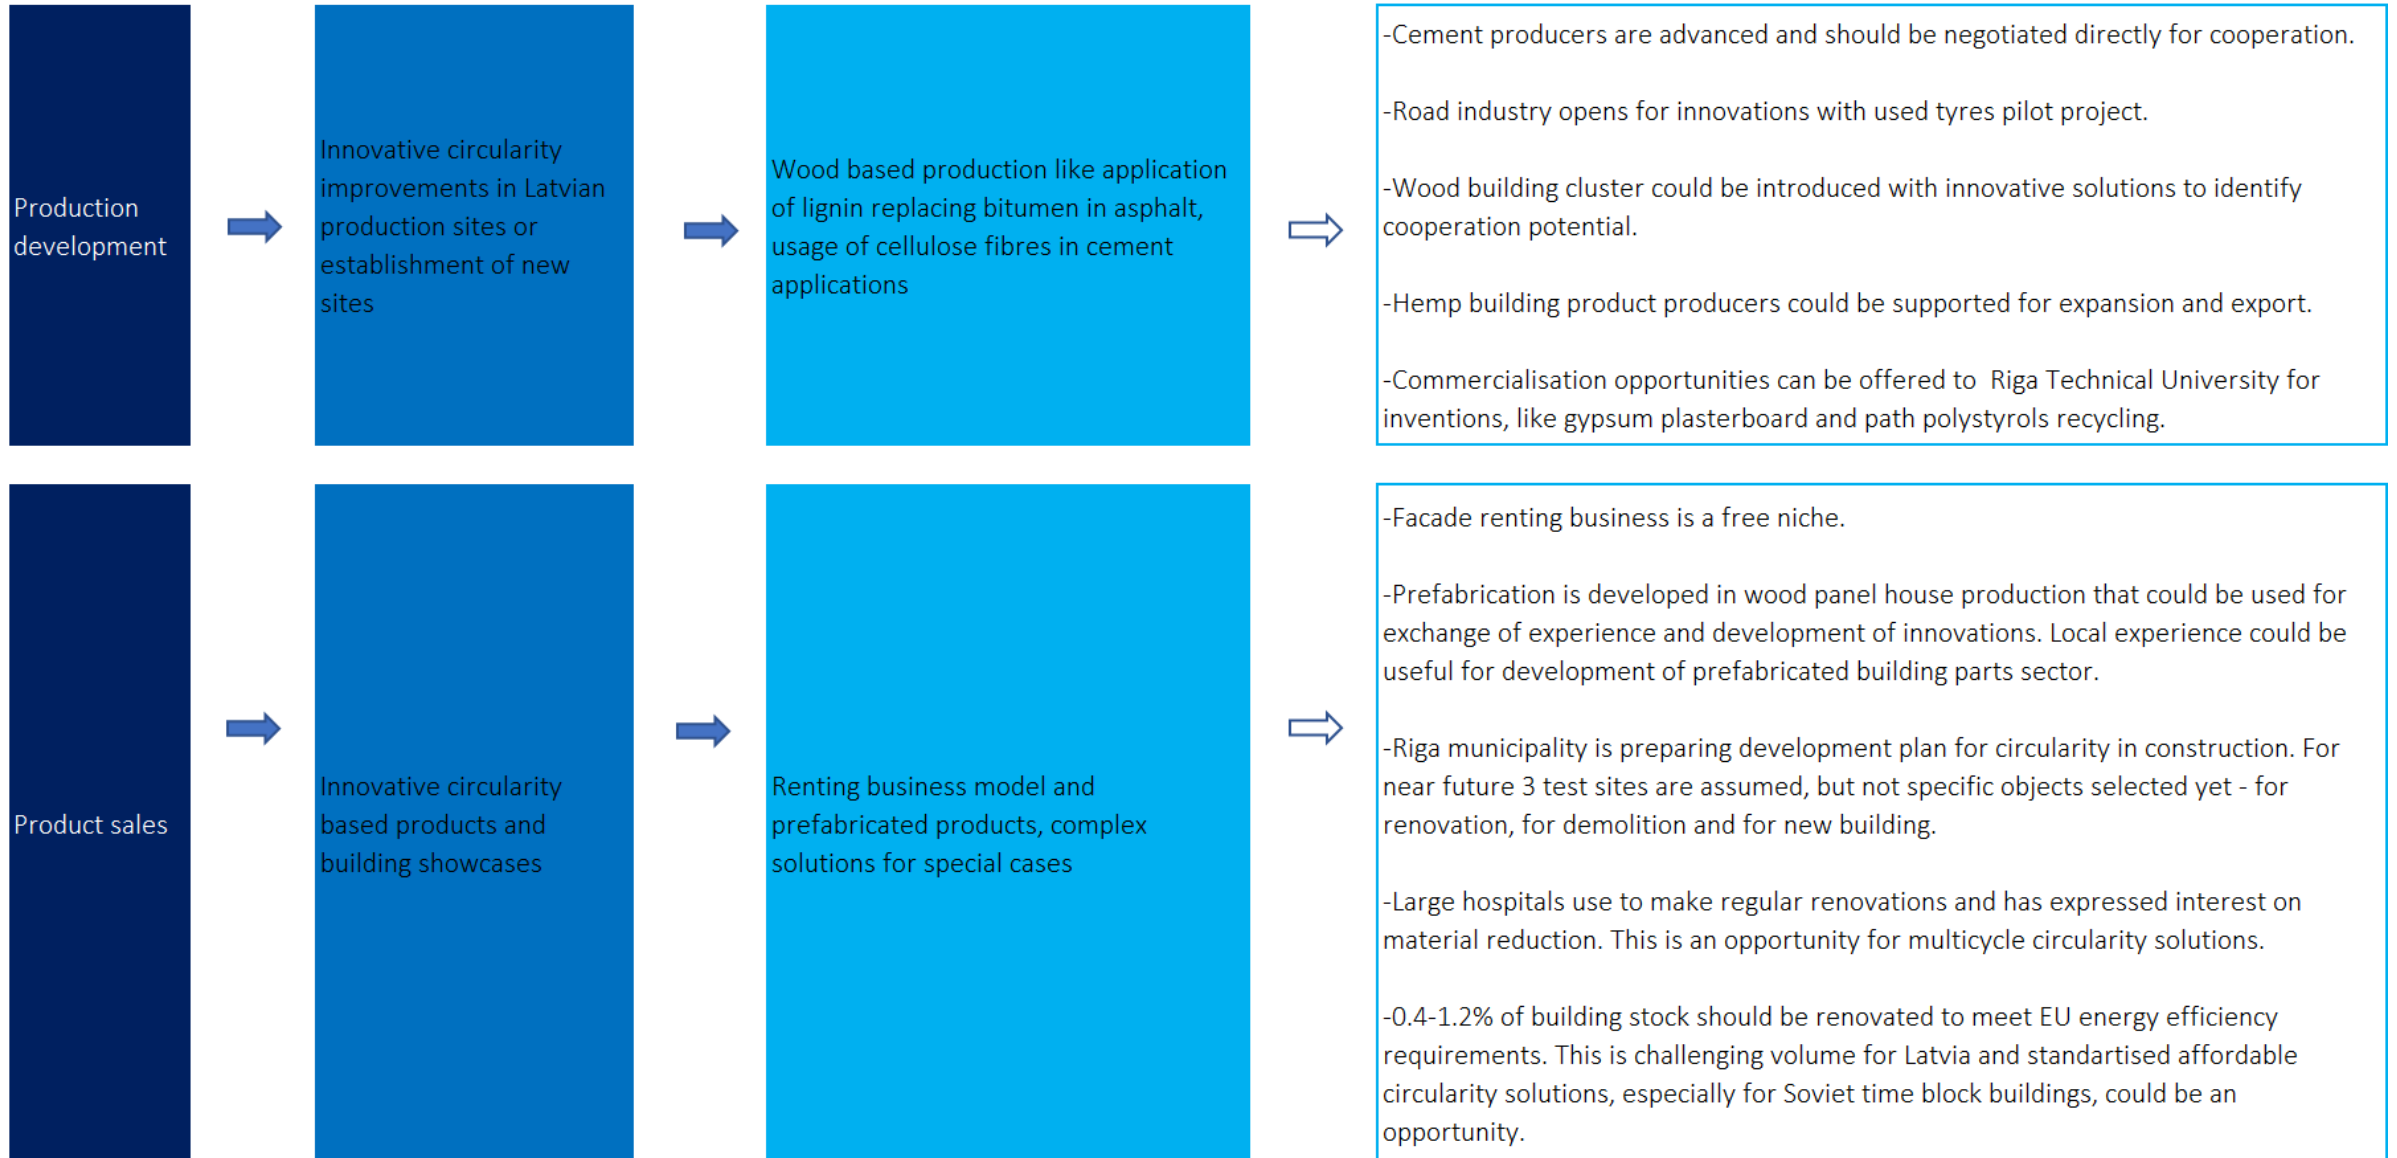 Production
development
Innovative circularity
improvements in Latvian
production sites or
establishment of new
sites
Wood based production like application
of lignin replacing bitumen in asphalt,
usage of cellulose fibres in cement
applications
-Cement producers are advanced and should be negotiated directly for cooperation.
-Road industry opens for innovations with used tyres pilot project.
-Wood building cluster could be introduced with innovative solutions to identify
cooperation potential.
-Hemp building product producers could be supported for expansion and export.
-Commercialisation opportunities can be offered to  Riga Technical University for
inventions, like gypsum plasterboard and path polystyrols recycling.
Product sales
Innovative circularity
based products and
building showcases
Renting business model and
prefabricated products, complex
solutions for special cases
-Facade renting business is a free niche.
-Prefabrication is developed in wood panel house production that could be used for
exchange of experience and development of innovations. Local experience could be
useful for development of prefabricated building parts sector.
-Riga municipality is preparing development plan for circularity in construction. For
near future 3 test sites are assumed, but not specific objects selected yet - for
renovation, for demolition and for new building.
-Large hospitals use to make regular renovations and has expressed interest on
material reduction. This is an opportunity for multicycle circularity solutions.
-0.4-1.2% of building stock should be renovated to meet EU energy efficiency
requirements. This is challenging volume for Latvia and standartised affordable
circularity solutions, especially for Soviet time block buildings, could be an
opportunity.